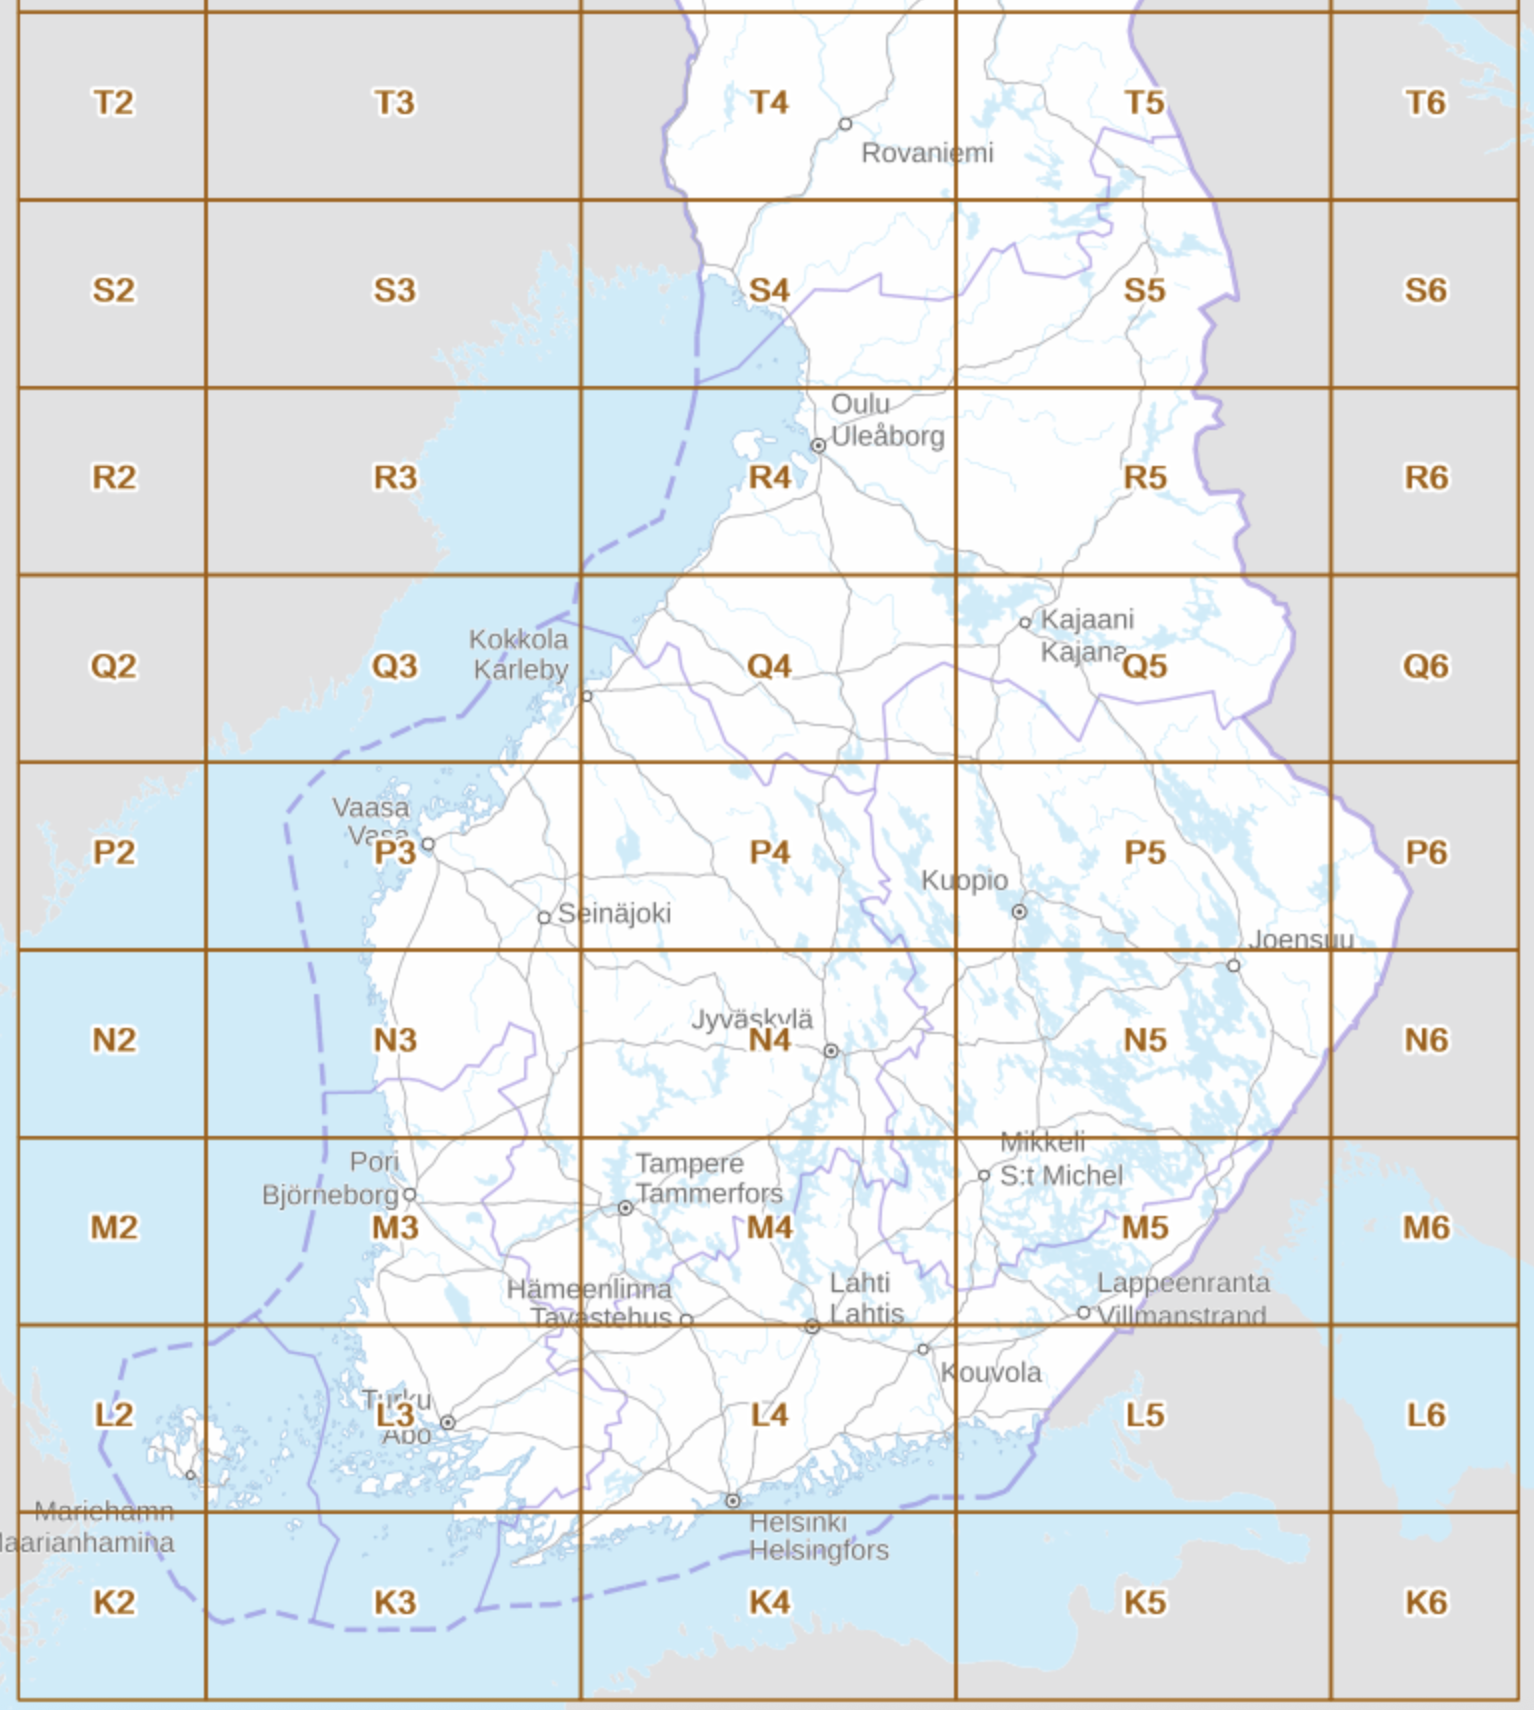 T2
T3
T4
T5
T6
Rovaniemi
S2
S3
S4
S5
S6
Oulu
Uleåborg
R2
R3
R4
R5
R6
Kokkola
Karleby
Kajaani
Kajana
Q2
Q3
Q4
Q5
Q6
Vaasa
Vasa
P2
P3
P4
P5
P6
Kuopio
Seinäjoki
Joensuu
Jyväskylä
N2
N3
N4
N5
N6
Mikkeli
S:t Michel
Pori
Björneborg
Tampere
Tammerfors
M2
M3
M4
M5
M6
Hämeenlinna
Tavastehus
Lahti
Lahtis
Lappeenranta
Villmanstrand
Kouvola
Turku
Åbo
L2
L3
L4
L5
L6
Mariehamn
aarianhamina
Helsinki
Helsingfors
K2
K3
K4
K5
K6